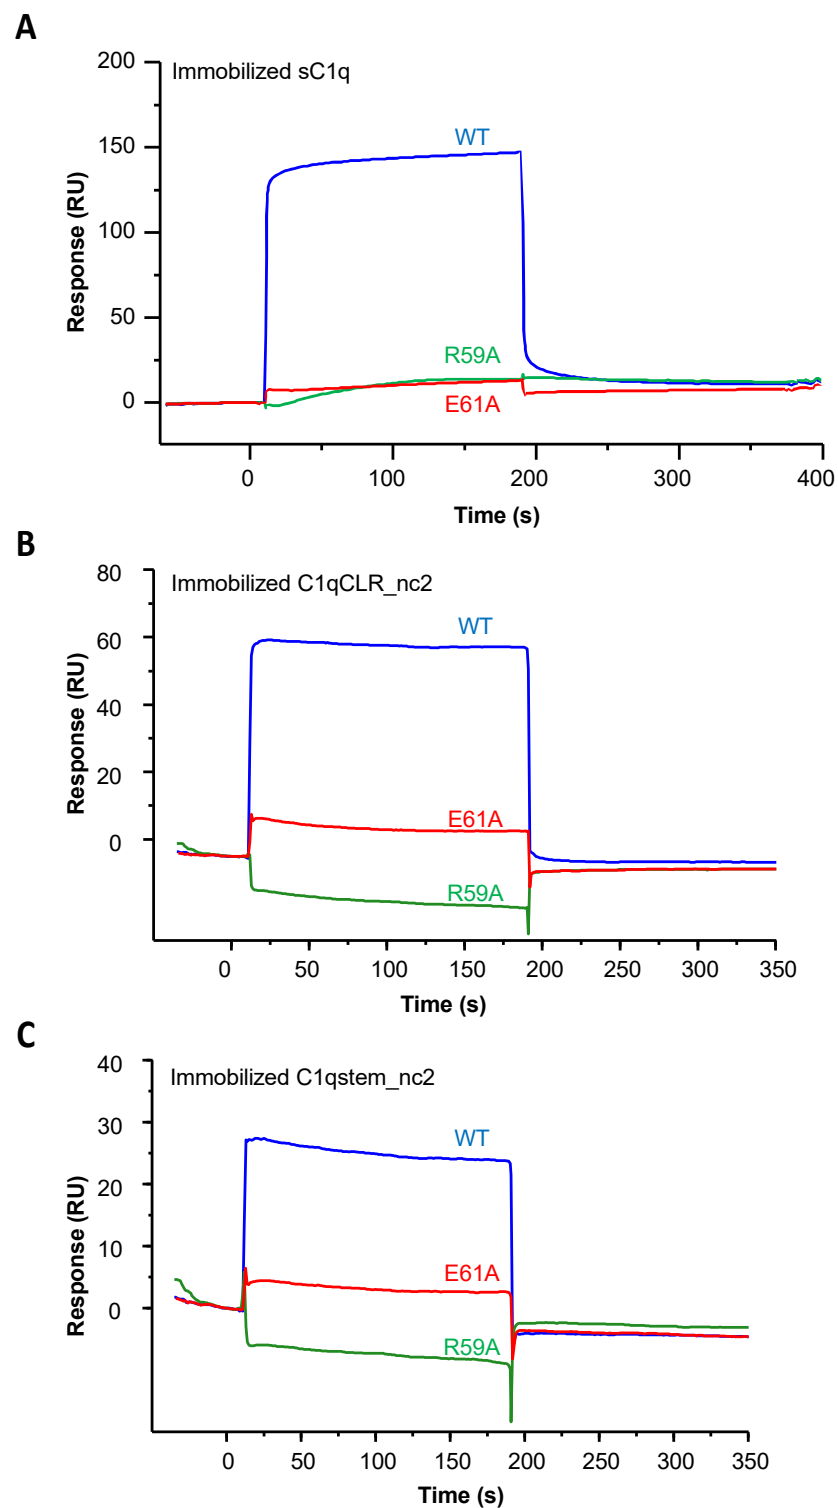 A
200
Immobilized sC1q
WT
150
100
50
R59A
0
E61A
Response (RU)
0 100 200 300 400
Time (s)
B
80
Immobilized C1qCLR_nc2
WT
60
40
20
E61A
0
R59A
Response (RU)
0 50 100 150 200 250 300 350
Time (s)
C
40
Immobilized C1qstem_nc2
30
WT
20
10
E61A
0
R59A
Response (RU)
0 50 100 150 200 250 300 350
Time (s)